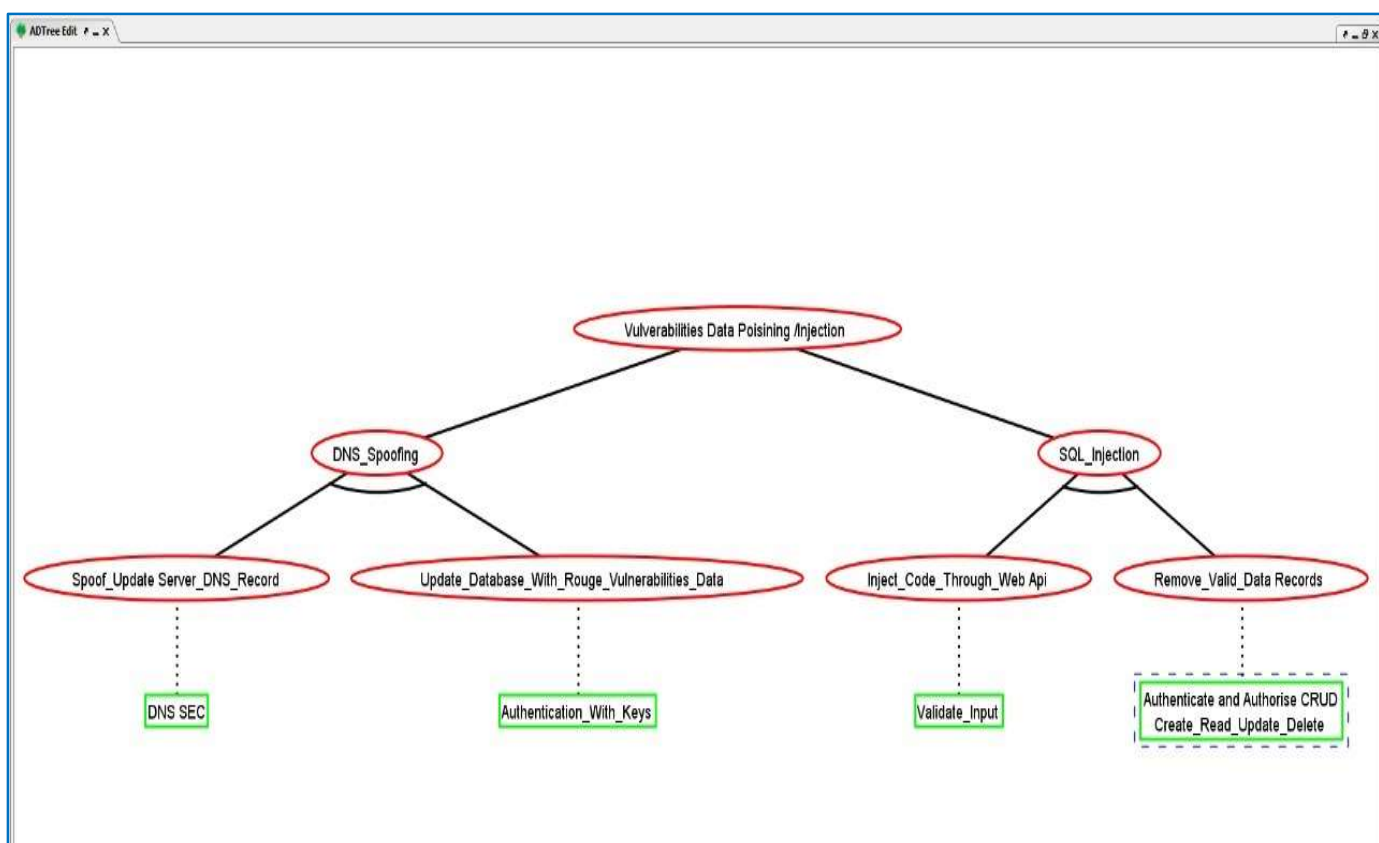 ADTree Edit
Vulverabilities Data Poisining /Injection
DNS_Spoofing
SQL_Injection
Spoof_Update Server_DNS_Record
Update_Database_With_Rouge_Vulnerabilities_Data
Inject_Code_Through_Web Api
Remove_Valid_Data Records
DNS SEC
Authentication_With_Keys
Validate_Input
Authenticate and Authorise CRUD
Create_Read_Update_Delete